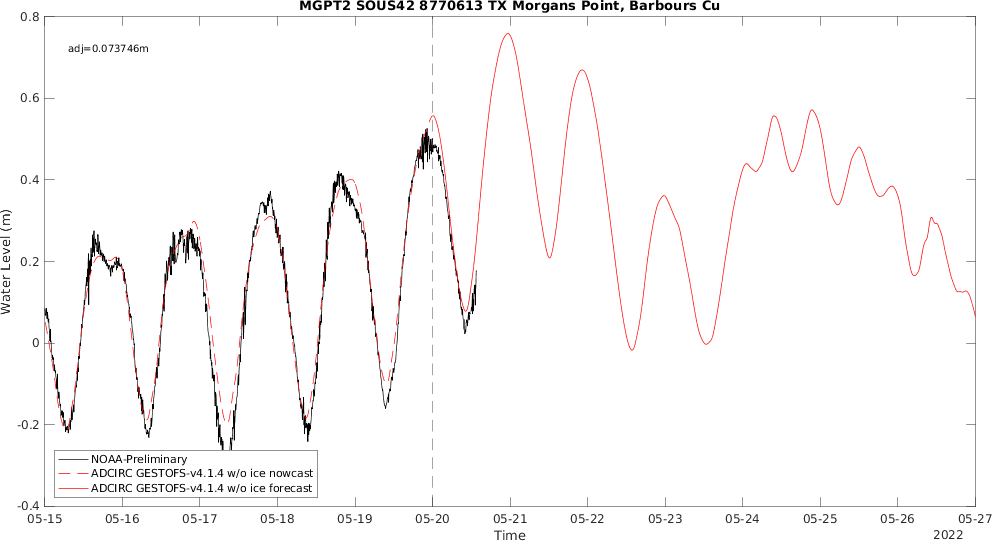 MGPT2 SOUS42 8770613 TX Morgans Point, Barbours Cu
adj=0.073746m
Water Level (m)
0.8
0.6
0.4
0.2
0
-0.2
-0.4
NOAA-Preliminary
ADCIRC GESTOFS-v4.1.4 w/o ice nowcast
ADCIRC GESTOFS-v4.1.4 w/o ice forecast
05-15 05-16 05-17 05-18 05-19 05-20 05-21 05-22 05-23 05-24 05-25 05-26 05-27
Time
2022